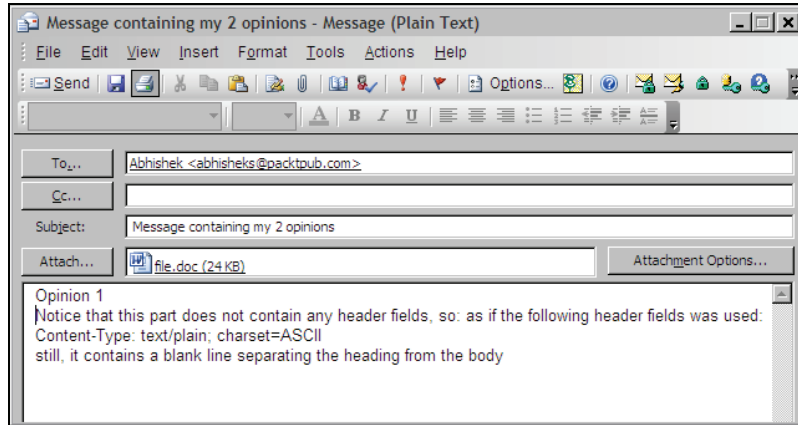 Message containing my 2 opinions - Message (Plain Text)
File Edit View Insert Format Tools Actions Help
Send Options...
A B I U
To...
Abhishek <abhisheks@packtpub.com>
Cc...
Subject: Message containing my 2 opinions
Attach... file.doc (24 KB) Attachment Options...
Opinion 1
Notice that this part does not contain any header fields, so: as if the following header fields was used:
Content-Type: text/plain; charset=ASCII
still, it contains a blank line separating the heading from the body